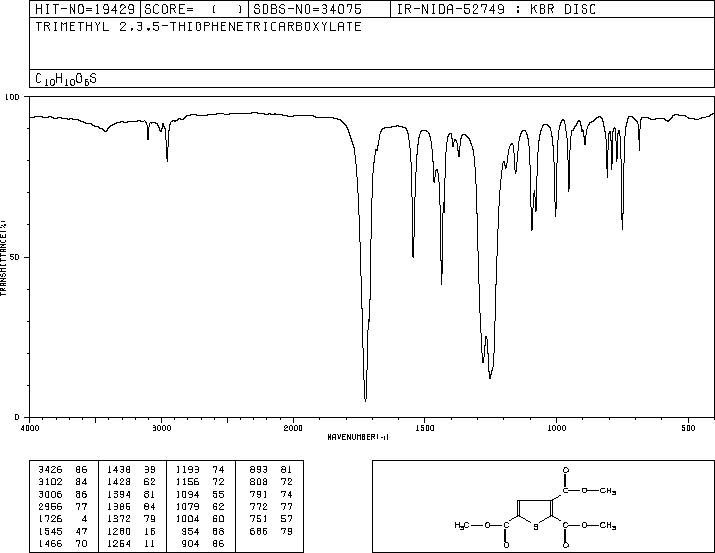 HIT-NO=19429 SCORE= ( ) SDBS-NO=34075 IR-NIDA-52749 : KBR DISC
TRIMETHYL 2,3,5-THIOPHENETRICARBOXYLATE
C10H10O6S
100
50
0
TRANSMITTANCE(%)
4000 3000 2000 1500 1000 500
WAVENUMBER(-1)
3426 86 1438 39 1193 74 893 81
3102 84 1428 62 1156 72 808 72
3006 86 1394 81 1094 55 791 74
2956 77 1386 84 1079 62 772 77
1726 4 1372 79 1004 60 751 57
1545 47 1280 16 954 68 686 79
1466 70 1254 11 904 86
O
O—CH3
H3C—O
S
O—CH3
O
O